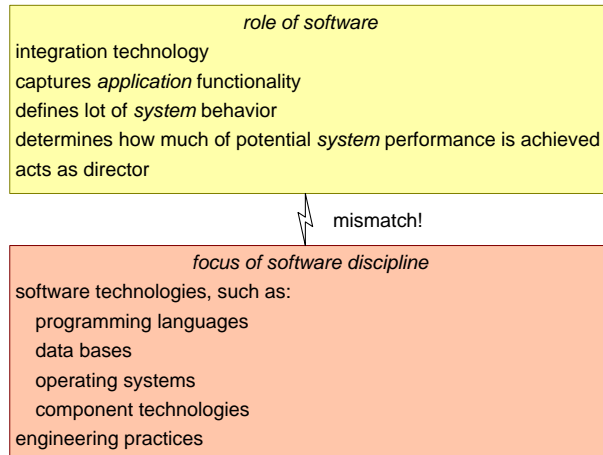 role of software
integration technology
captures application functionality
defines lot of system behavior
determines how much of potential system performance is achieved
acts as director
mismatch!
focus of software discipline
software technologies, such as:
programming languages
data bases
operating systems
component technologies
engineering practices